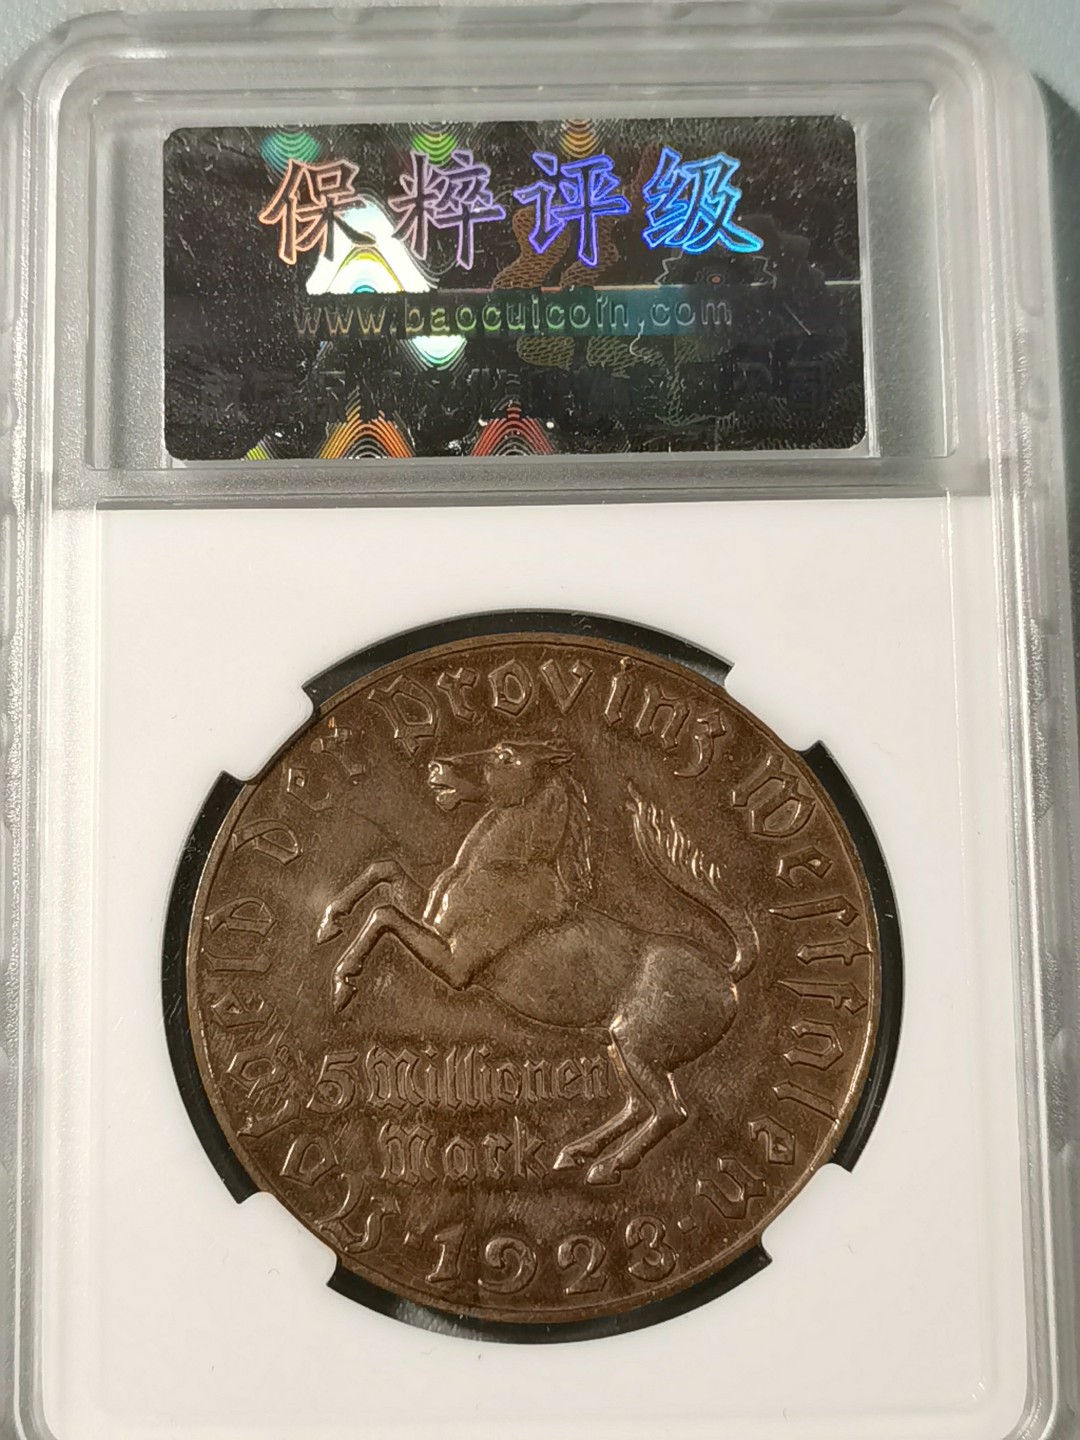 保粹评级
www.baocuicoin.com
Notgeld der Provinz Westfalen
5 Millionen
Mark
·1923·